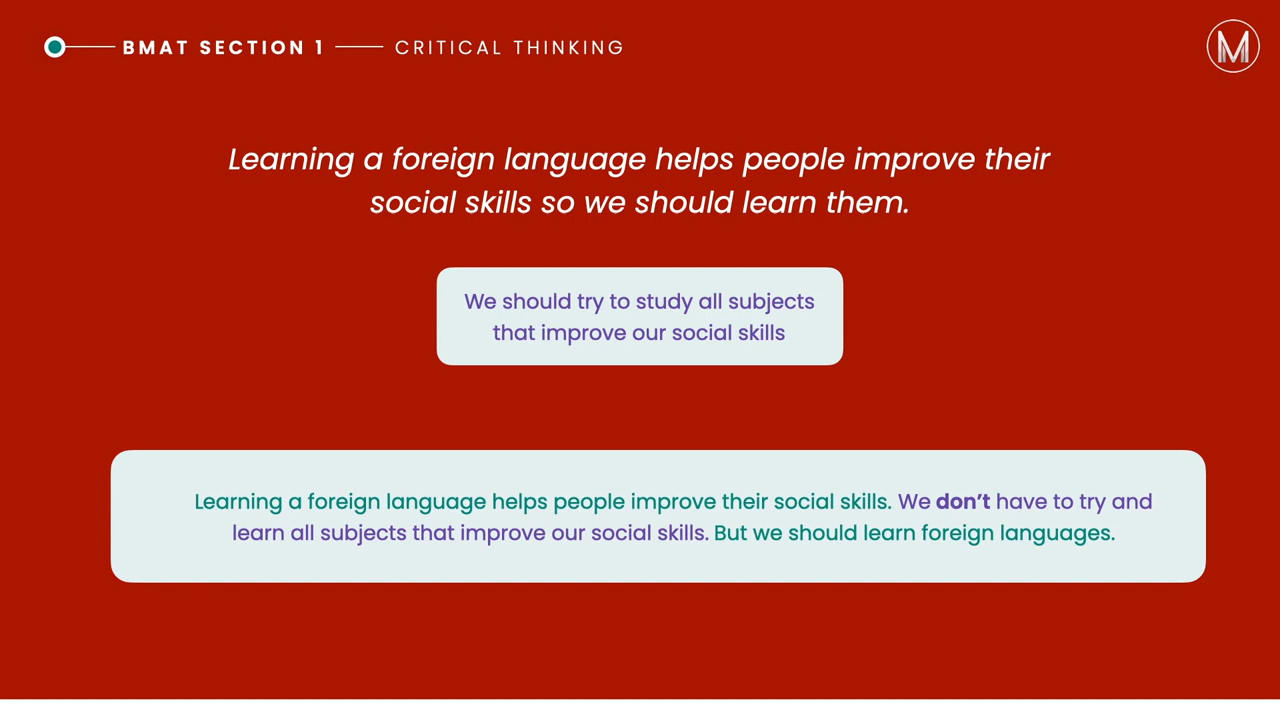 BMAT SECTION 1 CRITICAL THINKING
M
Learning a foreign language helps people improve their
social skills so we should learn them.
We should try to study all subjects
that improve our social skills
Learning a foreign language helps people improve their social skills. We don't have to try and
learn all subjects that improve our social skills. But we should learn foreign languages.